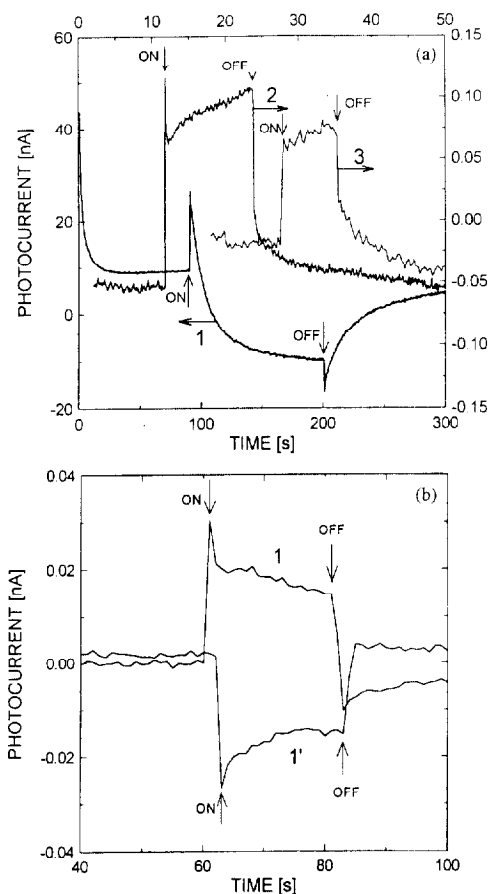 0 10 20 30 40 50
60 0.15
(a)
ON
OFF
2
0.10
OFF
40
ON
3
0.05
PHOTOCURRENT [nA]
20
0.00
ON
OFF
-0.05
0
1
-0.10
-20
-0.15
0 100 200 300
TIME [s]
0.04
(b)
ON
OFF
1
0.02
PHOTOCURRENT [nA]
0.00
-0.02
1'
ON
OFF
-0.04
40 60 80 100
TIME [s]